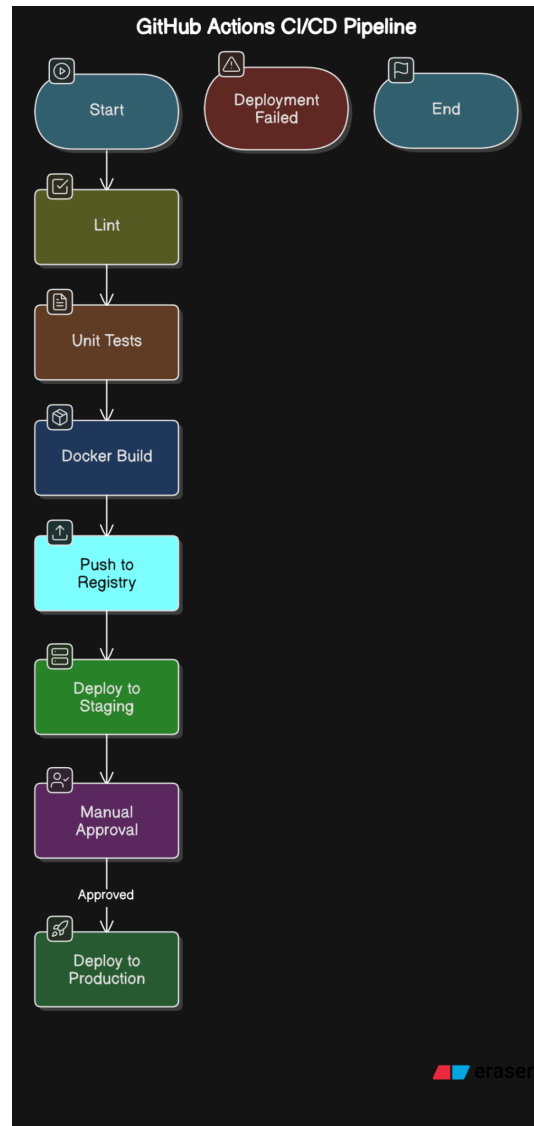 GitHub Actions CI/CD Pipeline
Start
Deployment
Failed
End
Lint
Unit Tests
Docker Build
Push to
Registry
Deploy to
Staging
Manual
Approval
Approved
Deploy to
Production
eraser